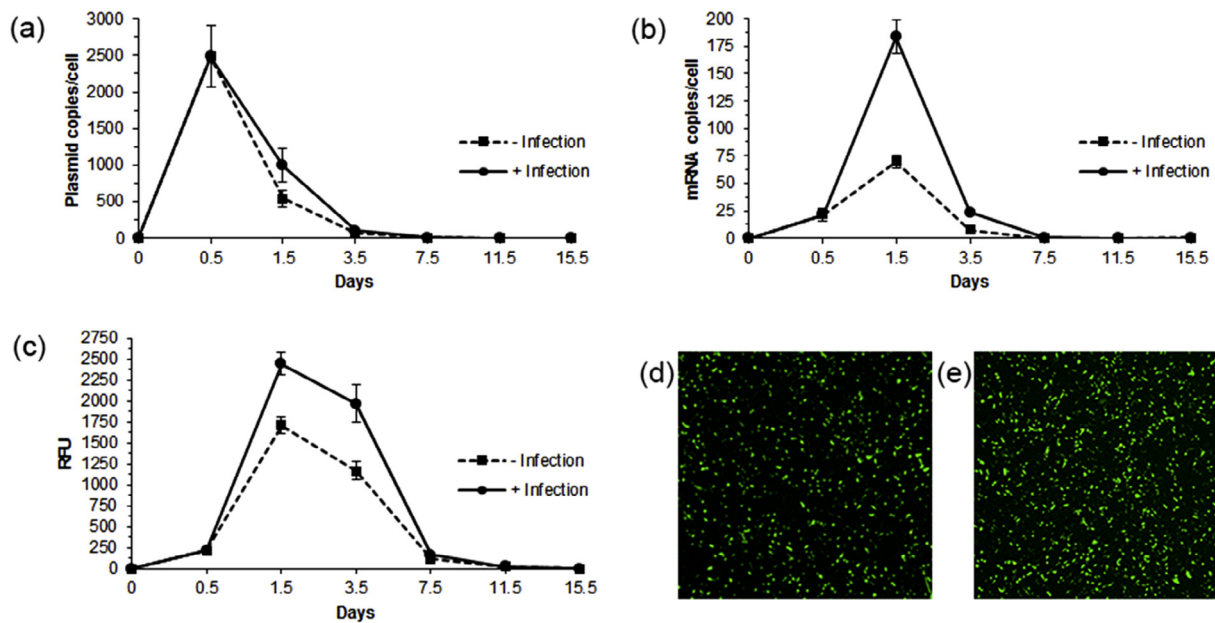 (a)
Plasmid copies/cell
3000
2500
2000
1500
1000
500
0
0 0.5 1.5 3.5 7.5 11.5 15.5
Days
- Infection
+ Infection
(b)
mRNA copies/cell
200
175
150
125
100
75
50
25
0
0 0.5 1.5 3.5 7.5 11.5 15.5
Days
- Infection
+ Infection
(c)
RFU
2750
2500
2250
2000
1750
1500
1250
1000
750
500
250
0
0 0.5 1.5 3.5 7.5 11.5 15.5
Days
- Infection
+ Infection
(d)
(e)